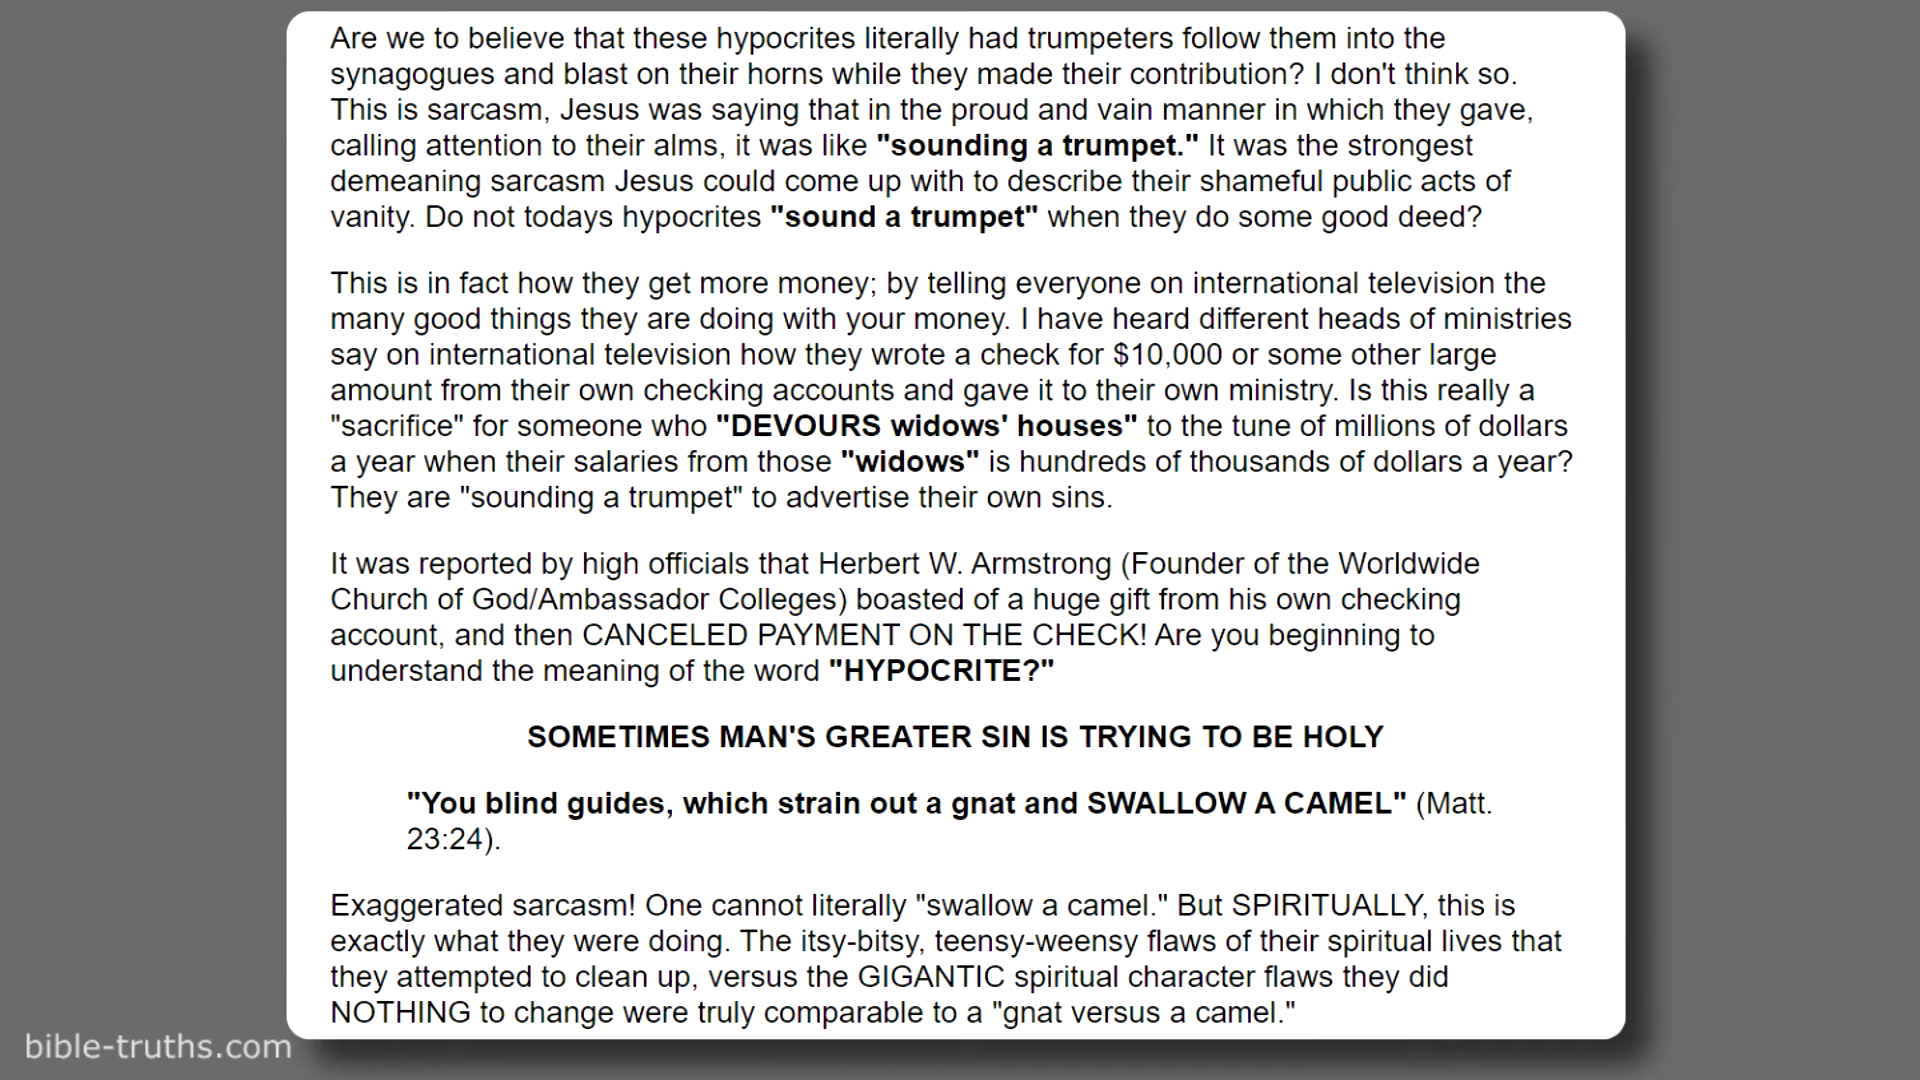 Are we to believe that these hypocrites literally had trumpeters follow them into the
synagogues and blast on their horns while they made their contribution? I don't think so.
This is sarcasm, Jesus was saying that in the proud and vain manner in which they gave,
calling attention to their alms, it was like "sounding a trumpet." It was the strongest
demeaning sarcasm Jesus could come up with to describe their shameful public acts of
vanity. Do not todays hypocrites "sound a trumpet" when they do some good deed?
This is in fact how they get more money; by telling everyone on international television the
many good things they are doing with your money. I have heard different heads of ministries
say on international television how they wrote a check for $10,000 or some other large
amount from their own checking accounts and gave it to their own ministry. Is this really a
"sacrifice" for someone who "DEVOURS widows' houses" to the tune of millions of dollars
a year when their salaries from those "widows" is hundreds of thousands of dollars a year?
They are "sounding a trumpet" to advertise their own sins.
It was reported by high officials that Herbert W. Armstrong (Founder of the Worldwide
Church of God/Ambassador Colleges) boasted of a huge gift from his own checking
account, and then CANCELED PAYMENT ON THE CHECK! Are you beginning to
understand the meaning of the word "HYPOCRITE?"
SOMETIMES MAN'S GREATER SIN IS TRYING TO BE HOLY
"You blind guides, which strain out a gnat and SWALLOW A CAMEL" (Matt.
23:24).
Exaggerated sarcasm! One cannot literally "swallow a camel." But SPIRITUALLY, this is
exactly what they were doing. The itsy-bitsy, teensy-weensy flaws of their spiritual lives that
they attempted to clean up, versus the GIGANTIC spiritual character flaws they did
NOTHING to change were truly comparable to a "gnat versus a camel."
bible-truths.com